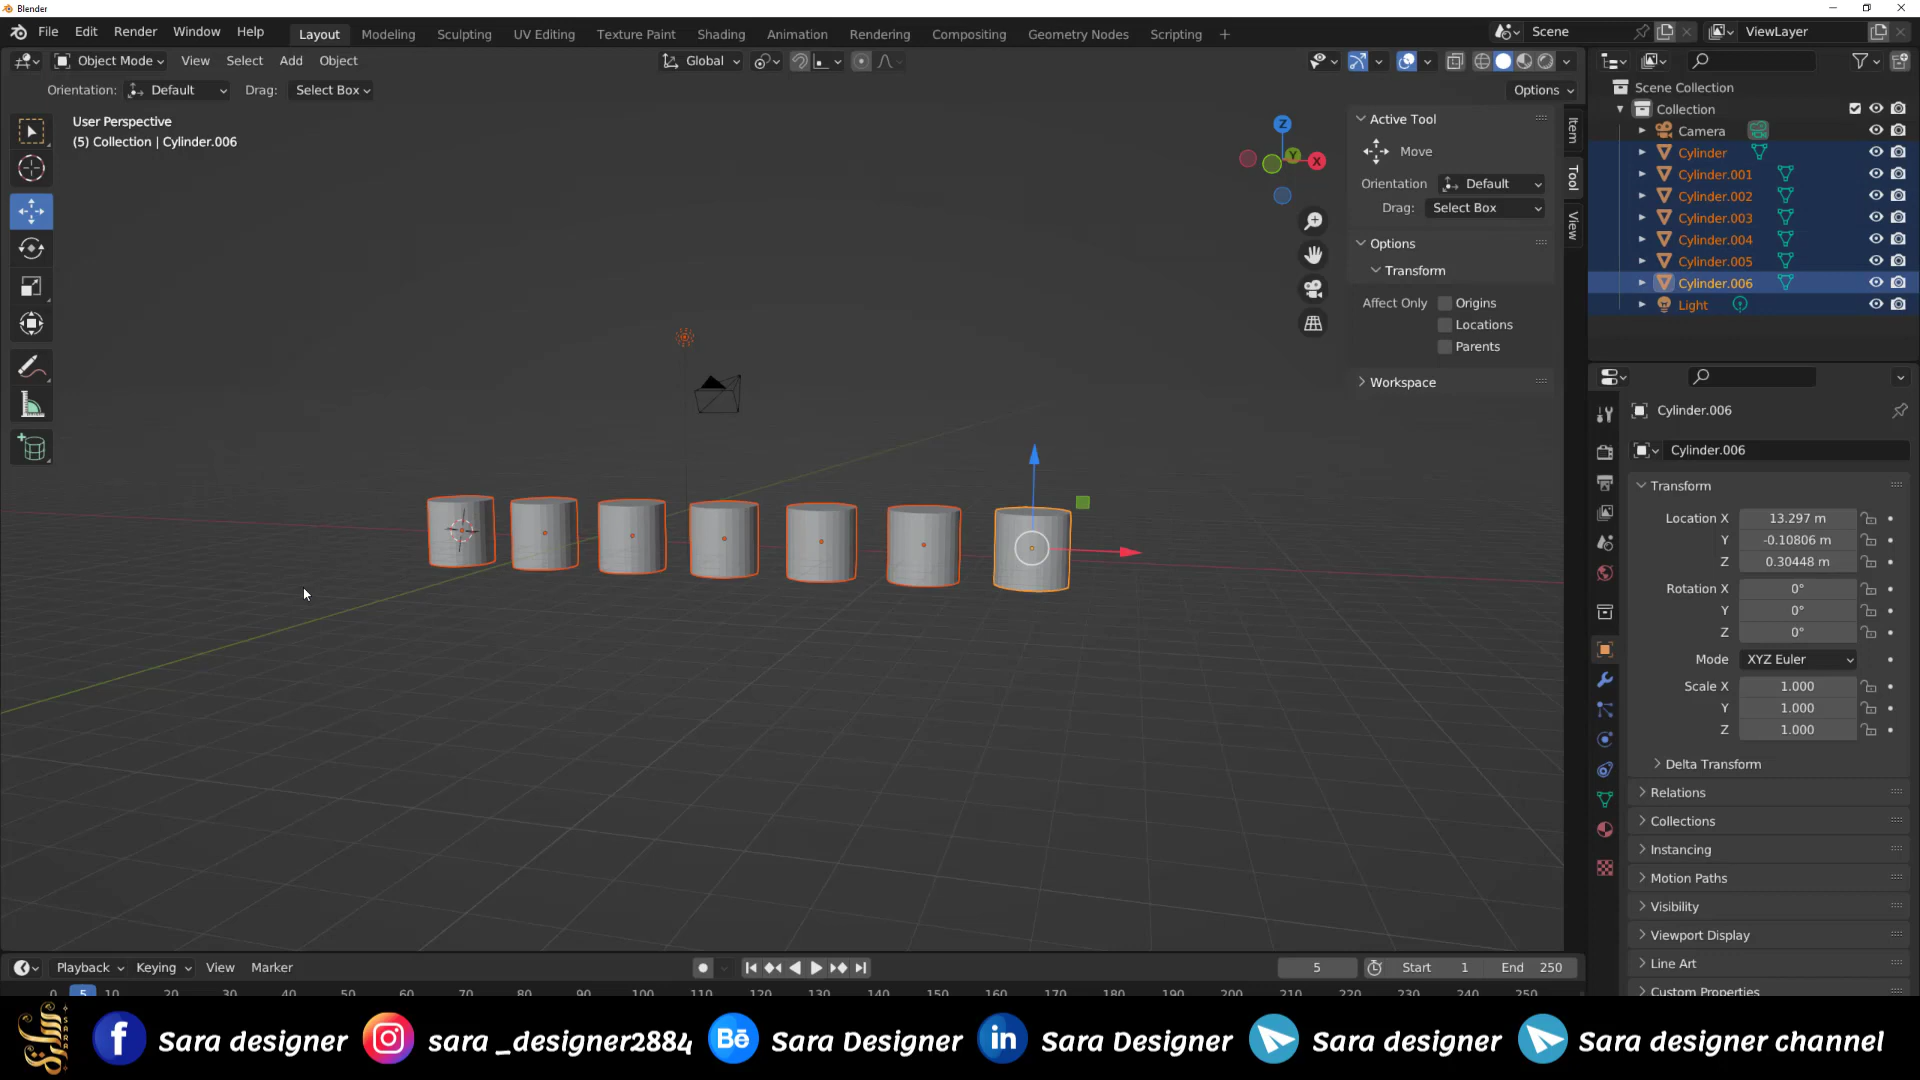 Blender
File Edit Render Window Help Layout Modeling Sculpting UV Editing Texture Paint Shading Animation Rendering Compositing Geometry Nodes Scripting + Scene ViewLayer
Object Mode View Select Add Object Global
Orientation: Default Drag: Select Box Options
User Perspective
(5) Collection | Cylinder.006
Z
Y
X
Active Tool
Move
Orientation Default
Drag: Select Box
Options
Transform
Affect Only Origins
Locations
Parents
Workspace
Item
Tool
View
Scene Collection
Collection
Camera
Cylinder
Cylinder.001
Cylinder.002
Cylinder.003
Cylinder.004
Cylinder.005
Cylinder.006
Light
Cylinder.006
Cylinder.006
Transform
Location X 13.297 m
Y -0.10806 m
Z 0.30448 m
Rotation X 0°
Y 0°
Z 0°
Mode XYZ Euler
Scale X 1.000
Y 1.000
Z 1.000
Delta Transform
Relations
Collections
Instancing
Motion Paths
Visibility
Viewport Display
Line Art
Custom Properties
Playback Keying View Marker 5 Start 1 End 250
0 5 10 20 30 40 50 60 70 80 90 100 110 120 130 140 150 160 170 180 190 200 210 220 230 240 250
f Sara designer sara _designer2884 Bē Sara Designer in Sara Designer Sara designer Sara designer channel